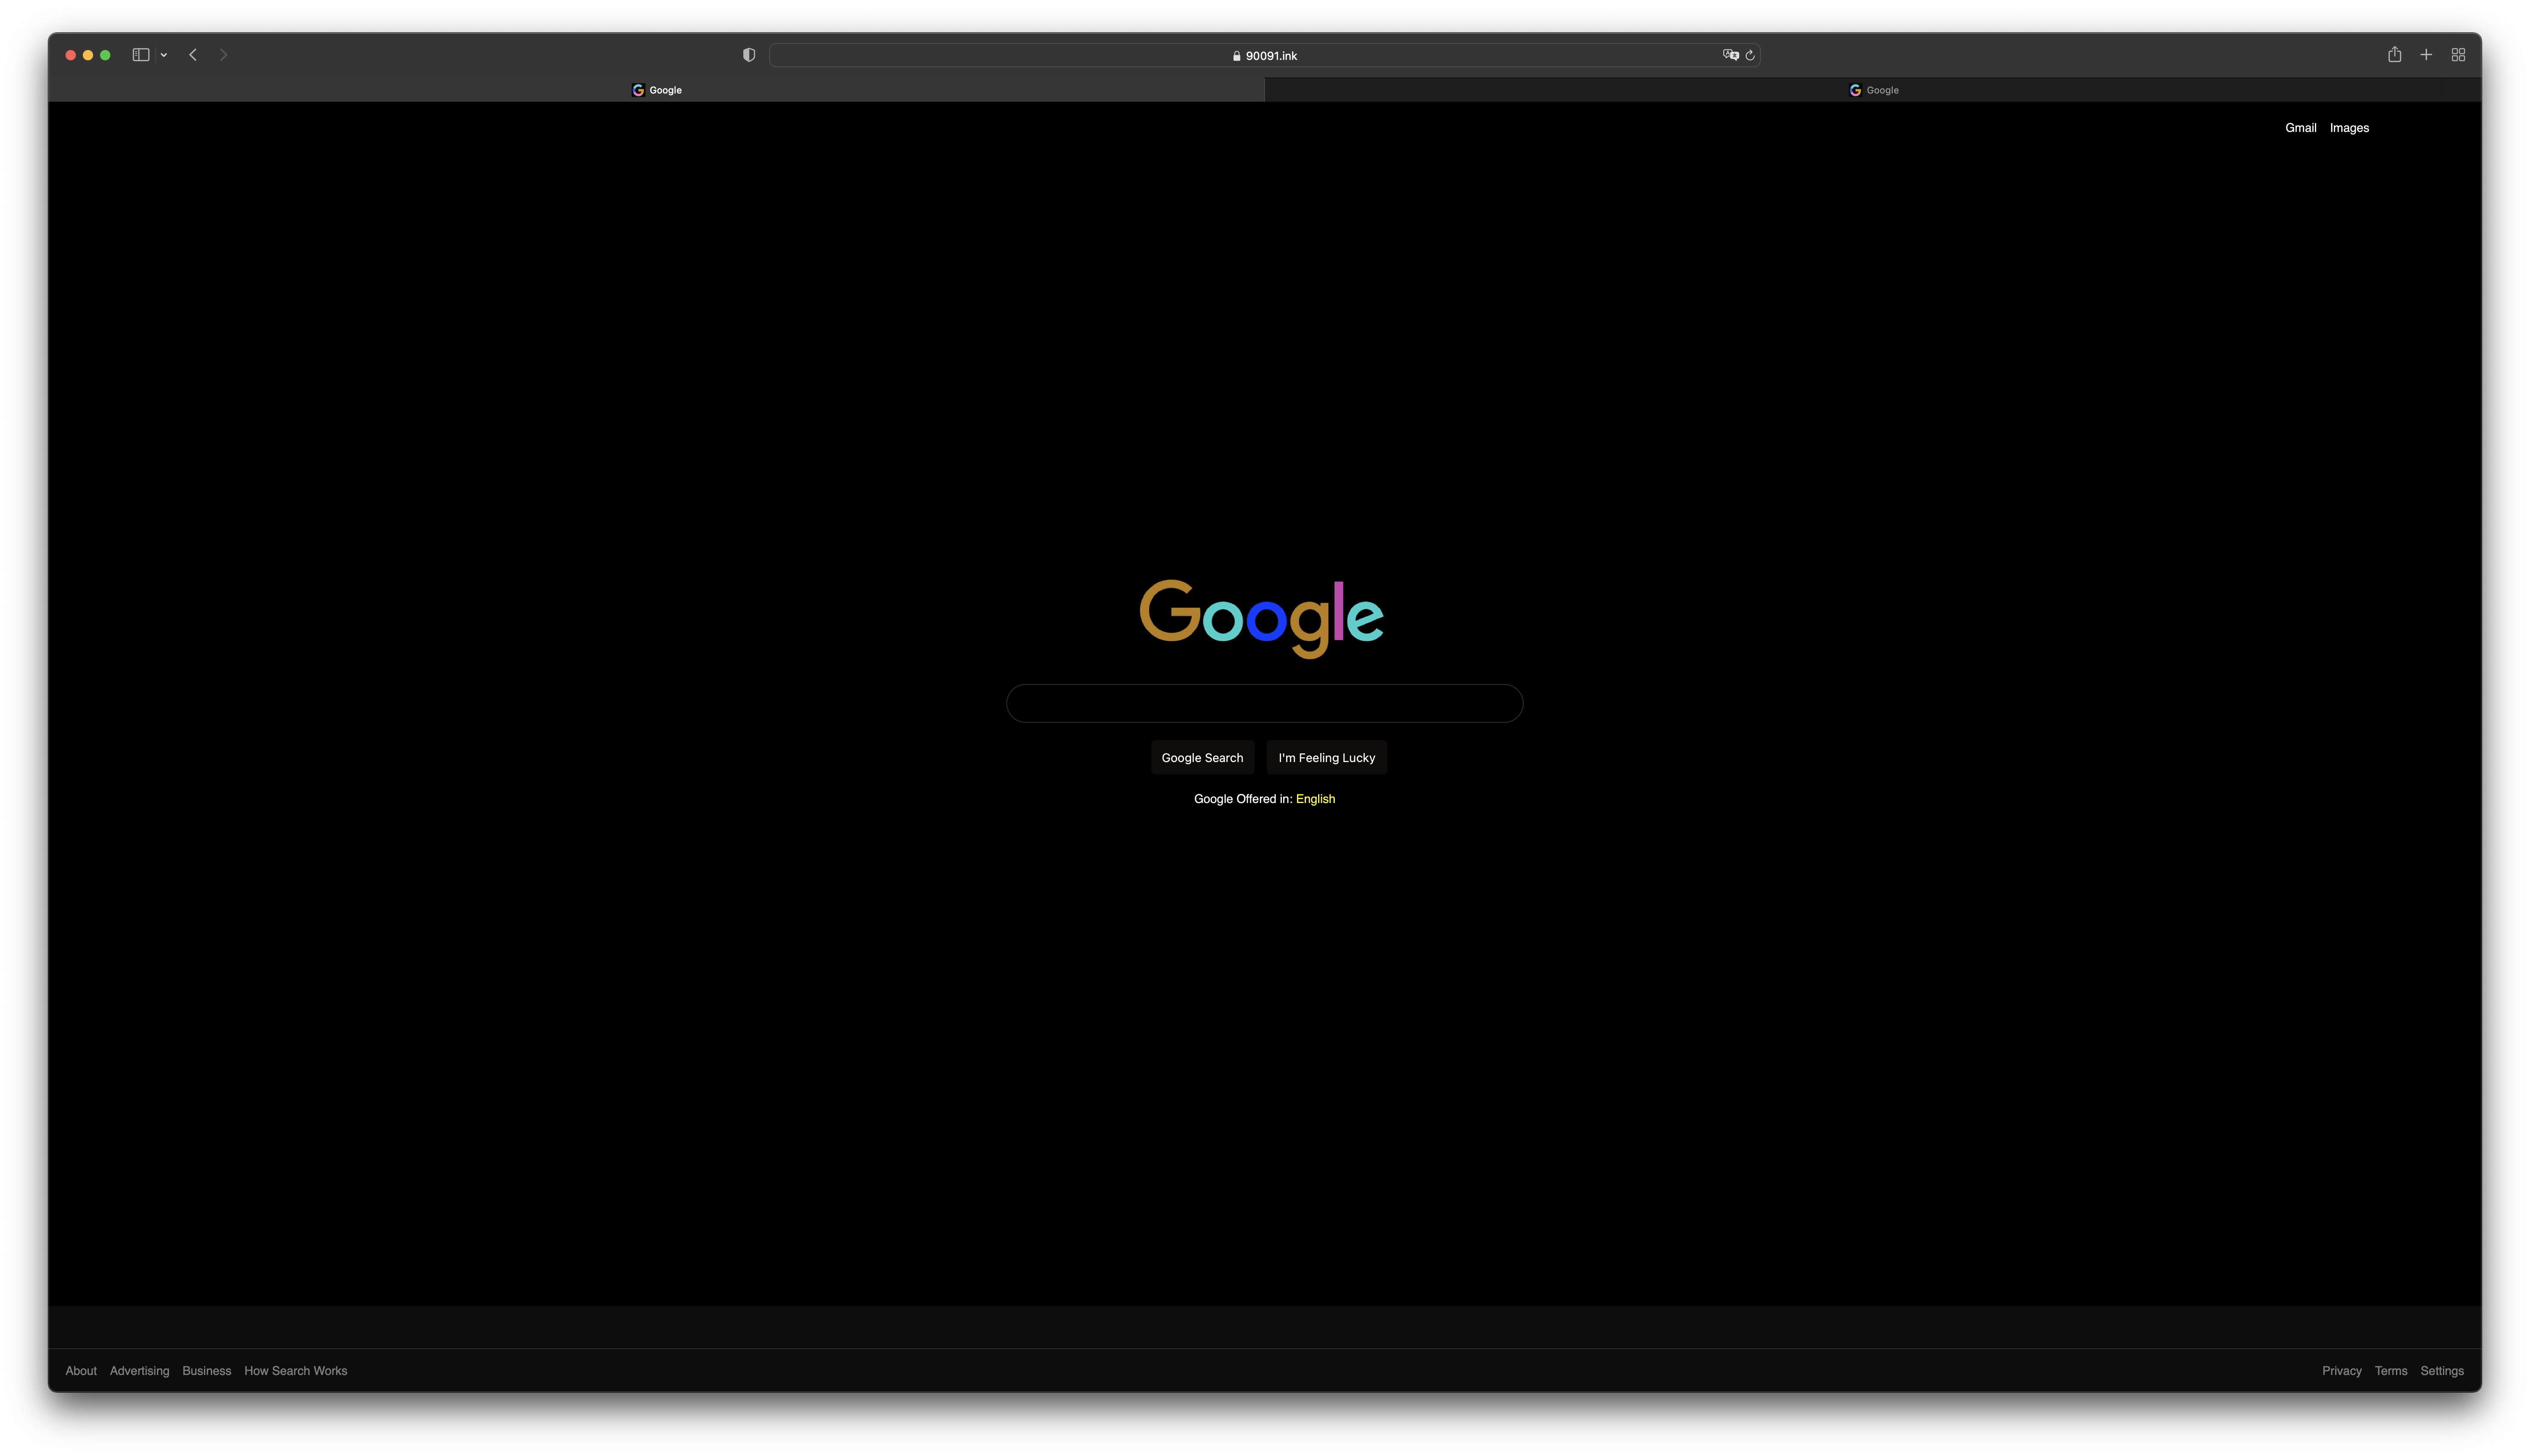 90091.ink
Google
Google
Gmail Images
Google
Google Search I'm Feeling Lucky
Google Offered in: English
About Advertising Business How Search Works Privacy Terms Settings